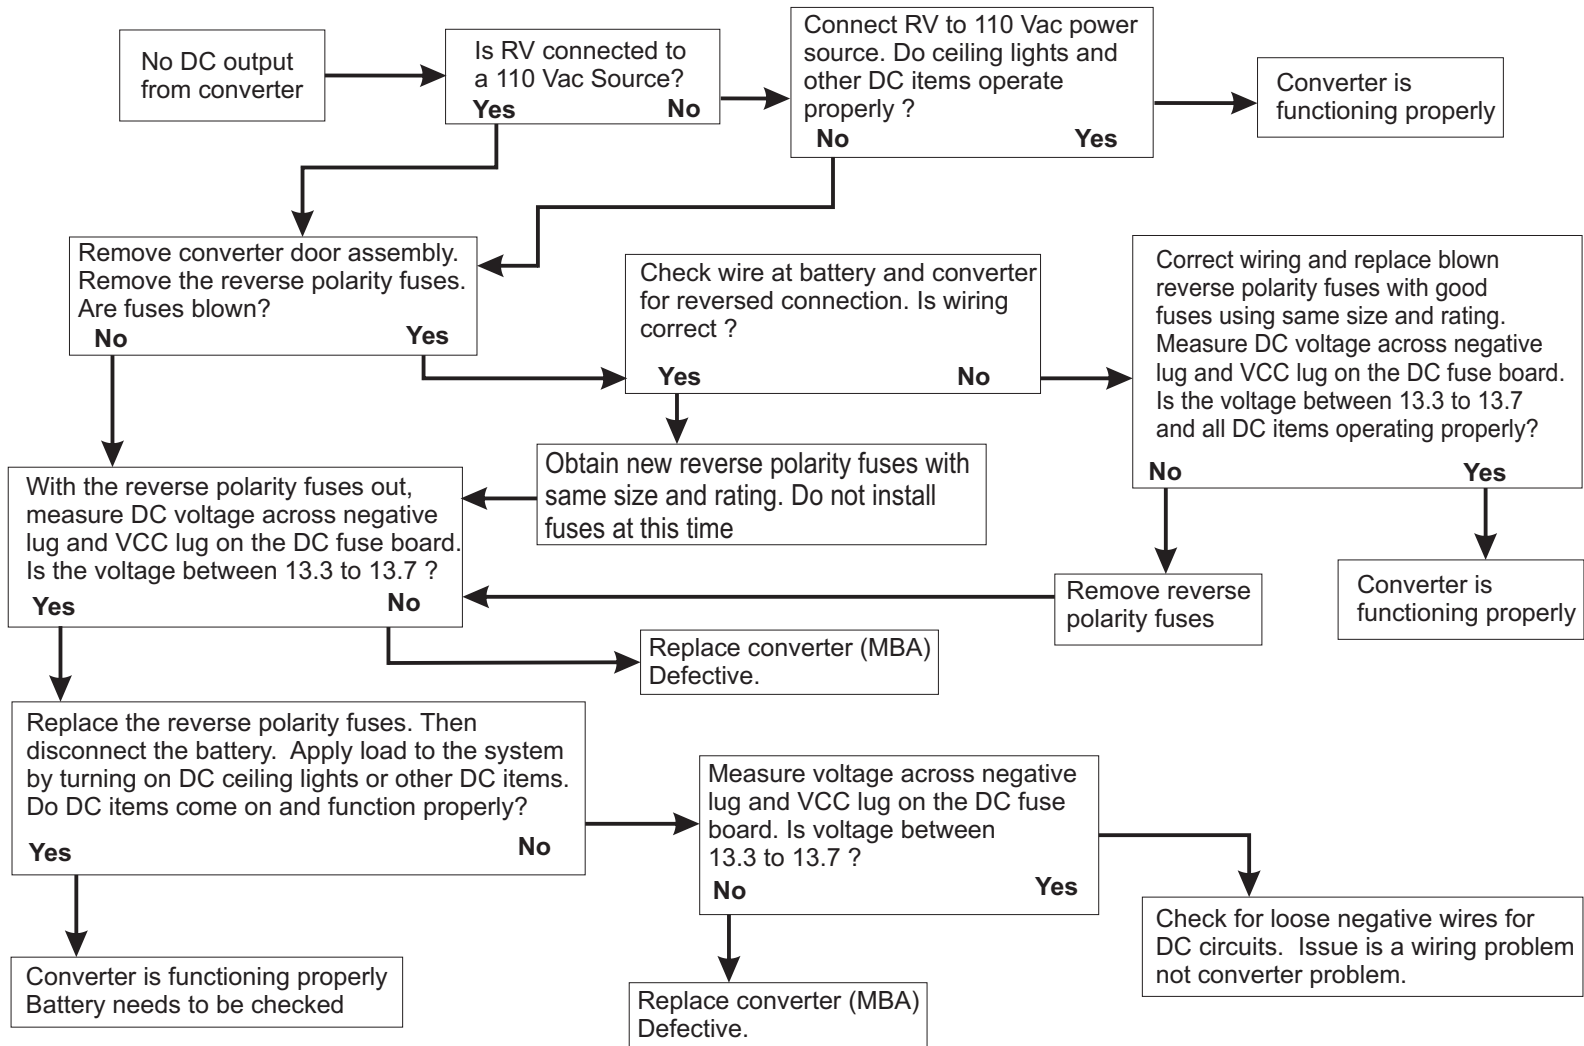 No DC output
from converter
Is RV connected to
a 110 Vac Source?
Yes No
Connect RV to 110 Vac power
source. Do ceiling lights and
other DC items operate
properly ?
No Yes
Converter is
functioning properly
Remove converter door assembly.
Remove the reverse polarity fuses.
Are fuses blown?
No Yes
Check wire at battery and converter
for reversed connection. Is wiring
correct ?
Yes No
Correct wiring and replace blown
reverse polarity fuses with good
fuses using same size and rating.
Measure DC voltage across negative
lug and VCC lug on the DC fuse board.
Is the voltage between 13.3 to 13.7
and all DC items operating properly?
No Yes
Obtain new reverse polarity fuses with
same size and rating. Do not install
fuses at this time
With the reverse polarity fuses out,
measure DC voltage across negative
lug and VCC lug on the DC fuse board.
Is the voltage between 13.3 to 13.7 ?
Yes No
Remove reverse
polarity fuses
Converter is
functioning properly
Replace converter (MBA)
Defective.
Replace the reverse polarity fuses. Then
disconnect the battery. Apply load to the system
by turning on DC ceiling lights or other DC items.
Do DC items come on and function properly?
Yes No
Measure voltage across negative
lug and VCC lug on the DC fuse
board. Is voltage between
13.3 to 13.7 ?
No Yes
Check for loose negative wires for
DC circuits. Issue is a wiring problem
not converter problem.
Converter is functioning properly
Battery needs to be checked
Replace converter (MBA)
Defective.